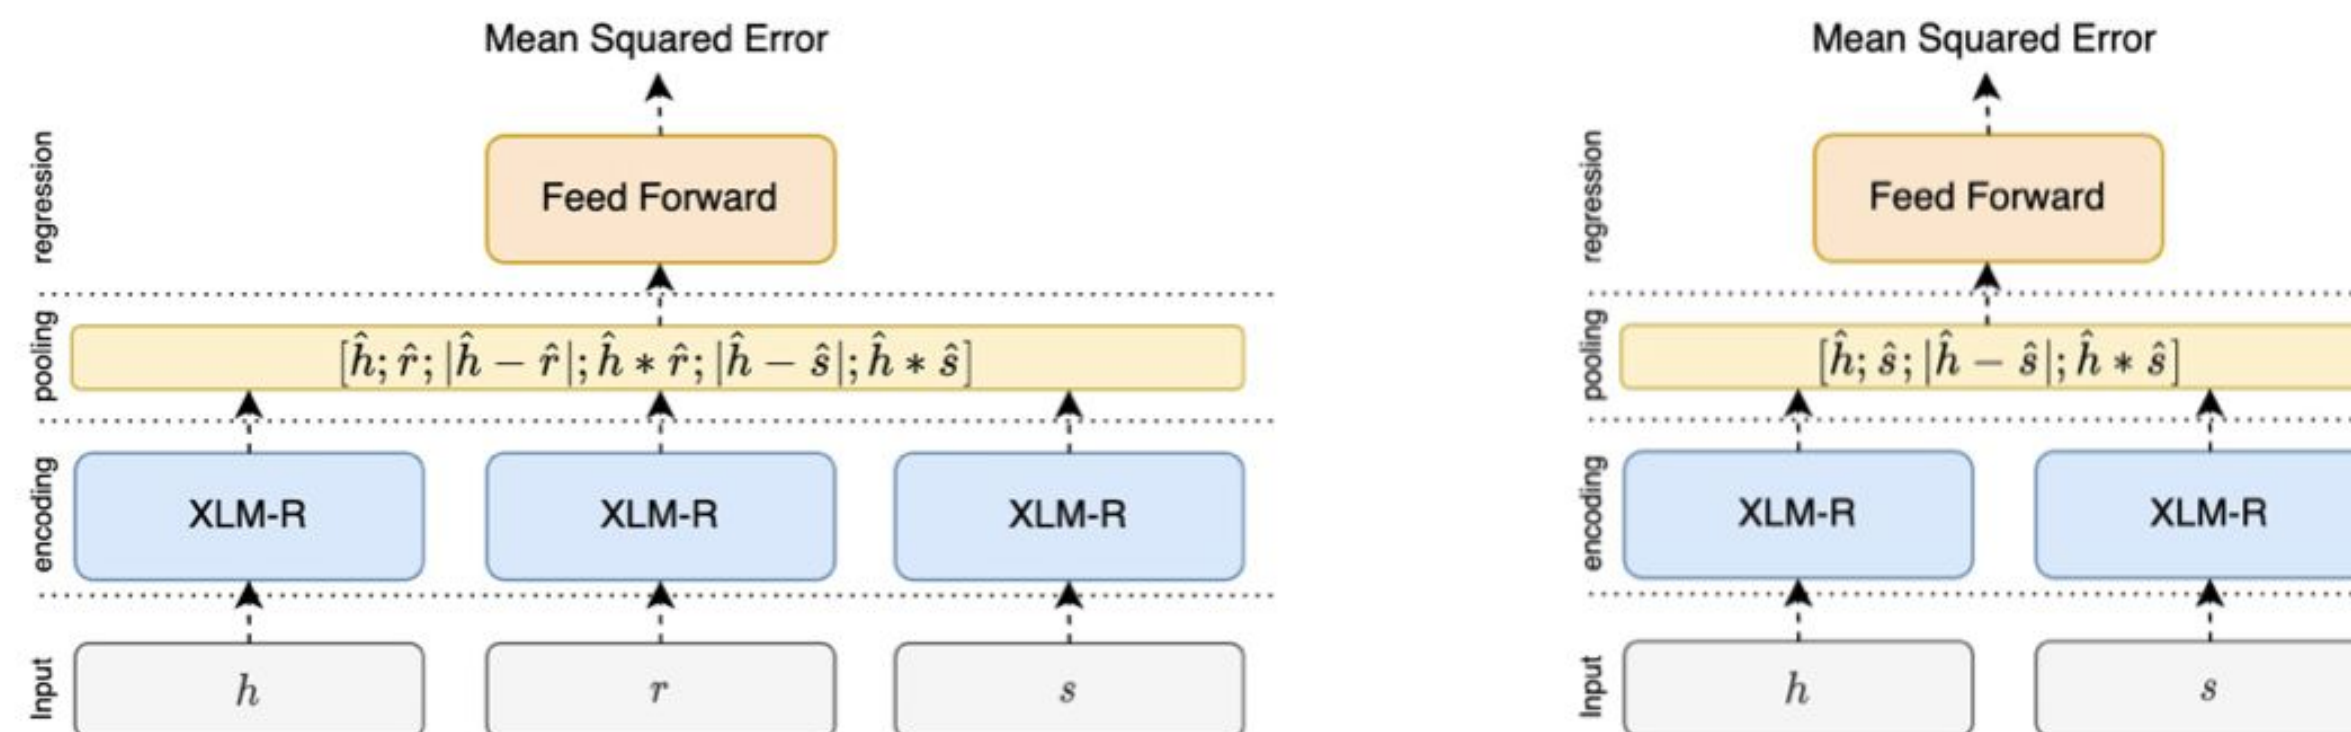 Mean Squared Error
regression
Feed Forward
pooling
[ĥ; r̂; |ĥ − r̂|; ĥ * r̂; |ĥ − ŝ|; ĥ * ŝ]
encoding
XLM-R XLM-R XLM-R
Input
h r s
Mean Squared Error
regression
Feed Forward
pooling
[ĥ; ŝ; |ĥ − ŝ|; ĥ * ŝ]
encoding
XLM-R XLM-R
Input
h s